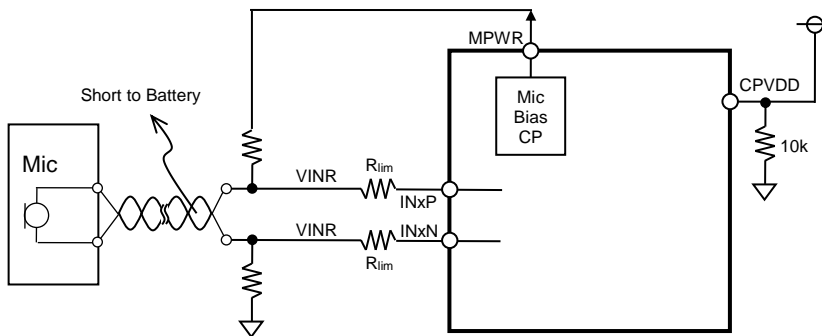 MPWR
CPVDD
Short to Battery
Mic
Bias
CP
Mic
10k
VINR
Rlim
INxP
VINR
Rlim
INxN